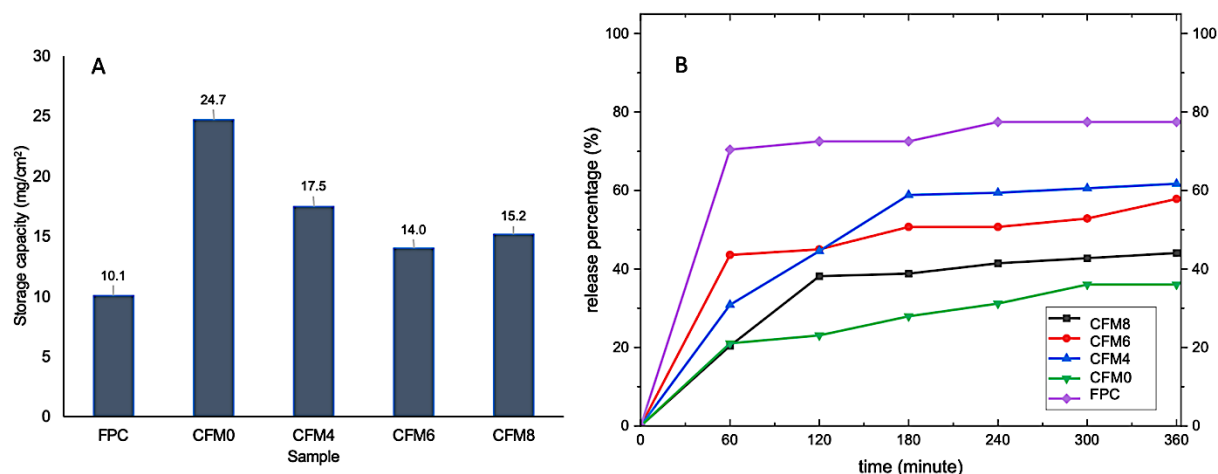 A
Storage capacity (mg/cm²)
30
25
20
15
10
5
0
10.1
24.7
17.5
14.0
15.2
FPC CFM0 CFM4 CFM6 CFM8
Sample
B
release percentage (%)
100 100
80 80
60 60
40 40
20 20
0 0
CFM8
CFM6
CFM4
CFM0
FPC
0 60 120 180 240 300 360
time (minute)